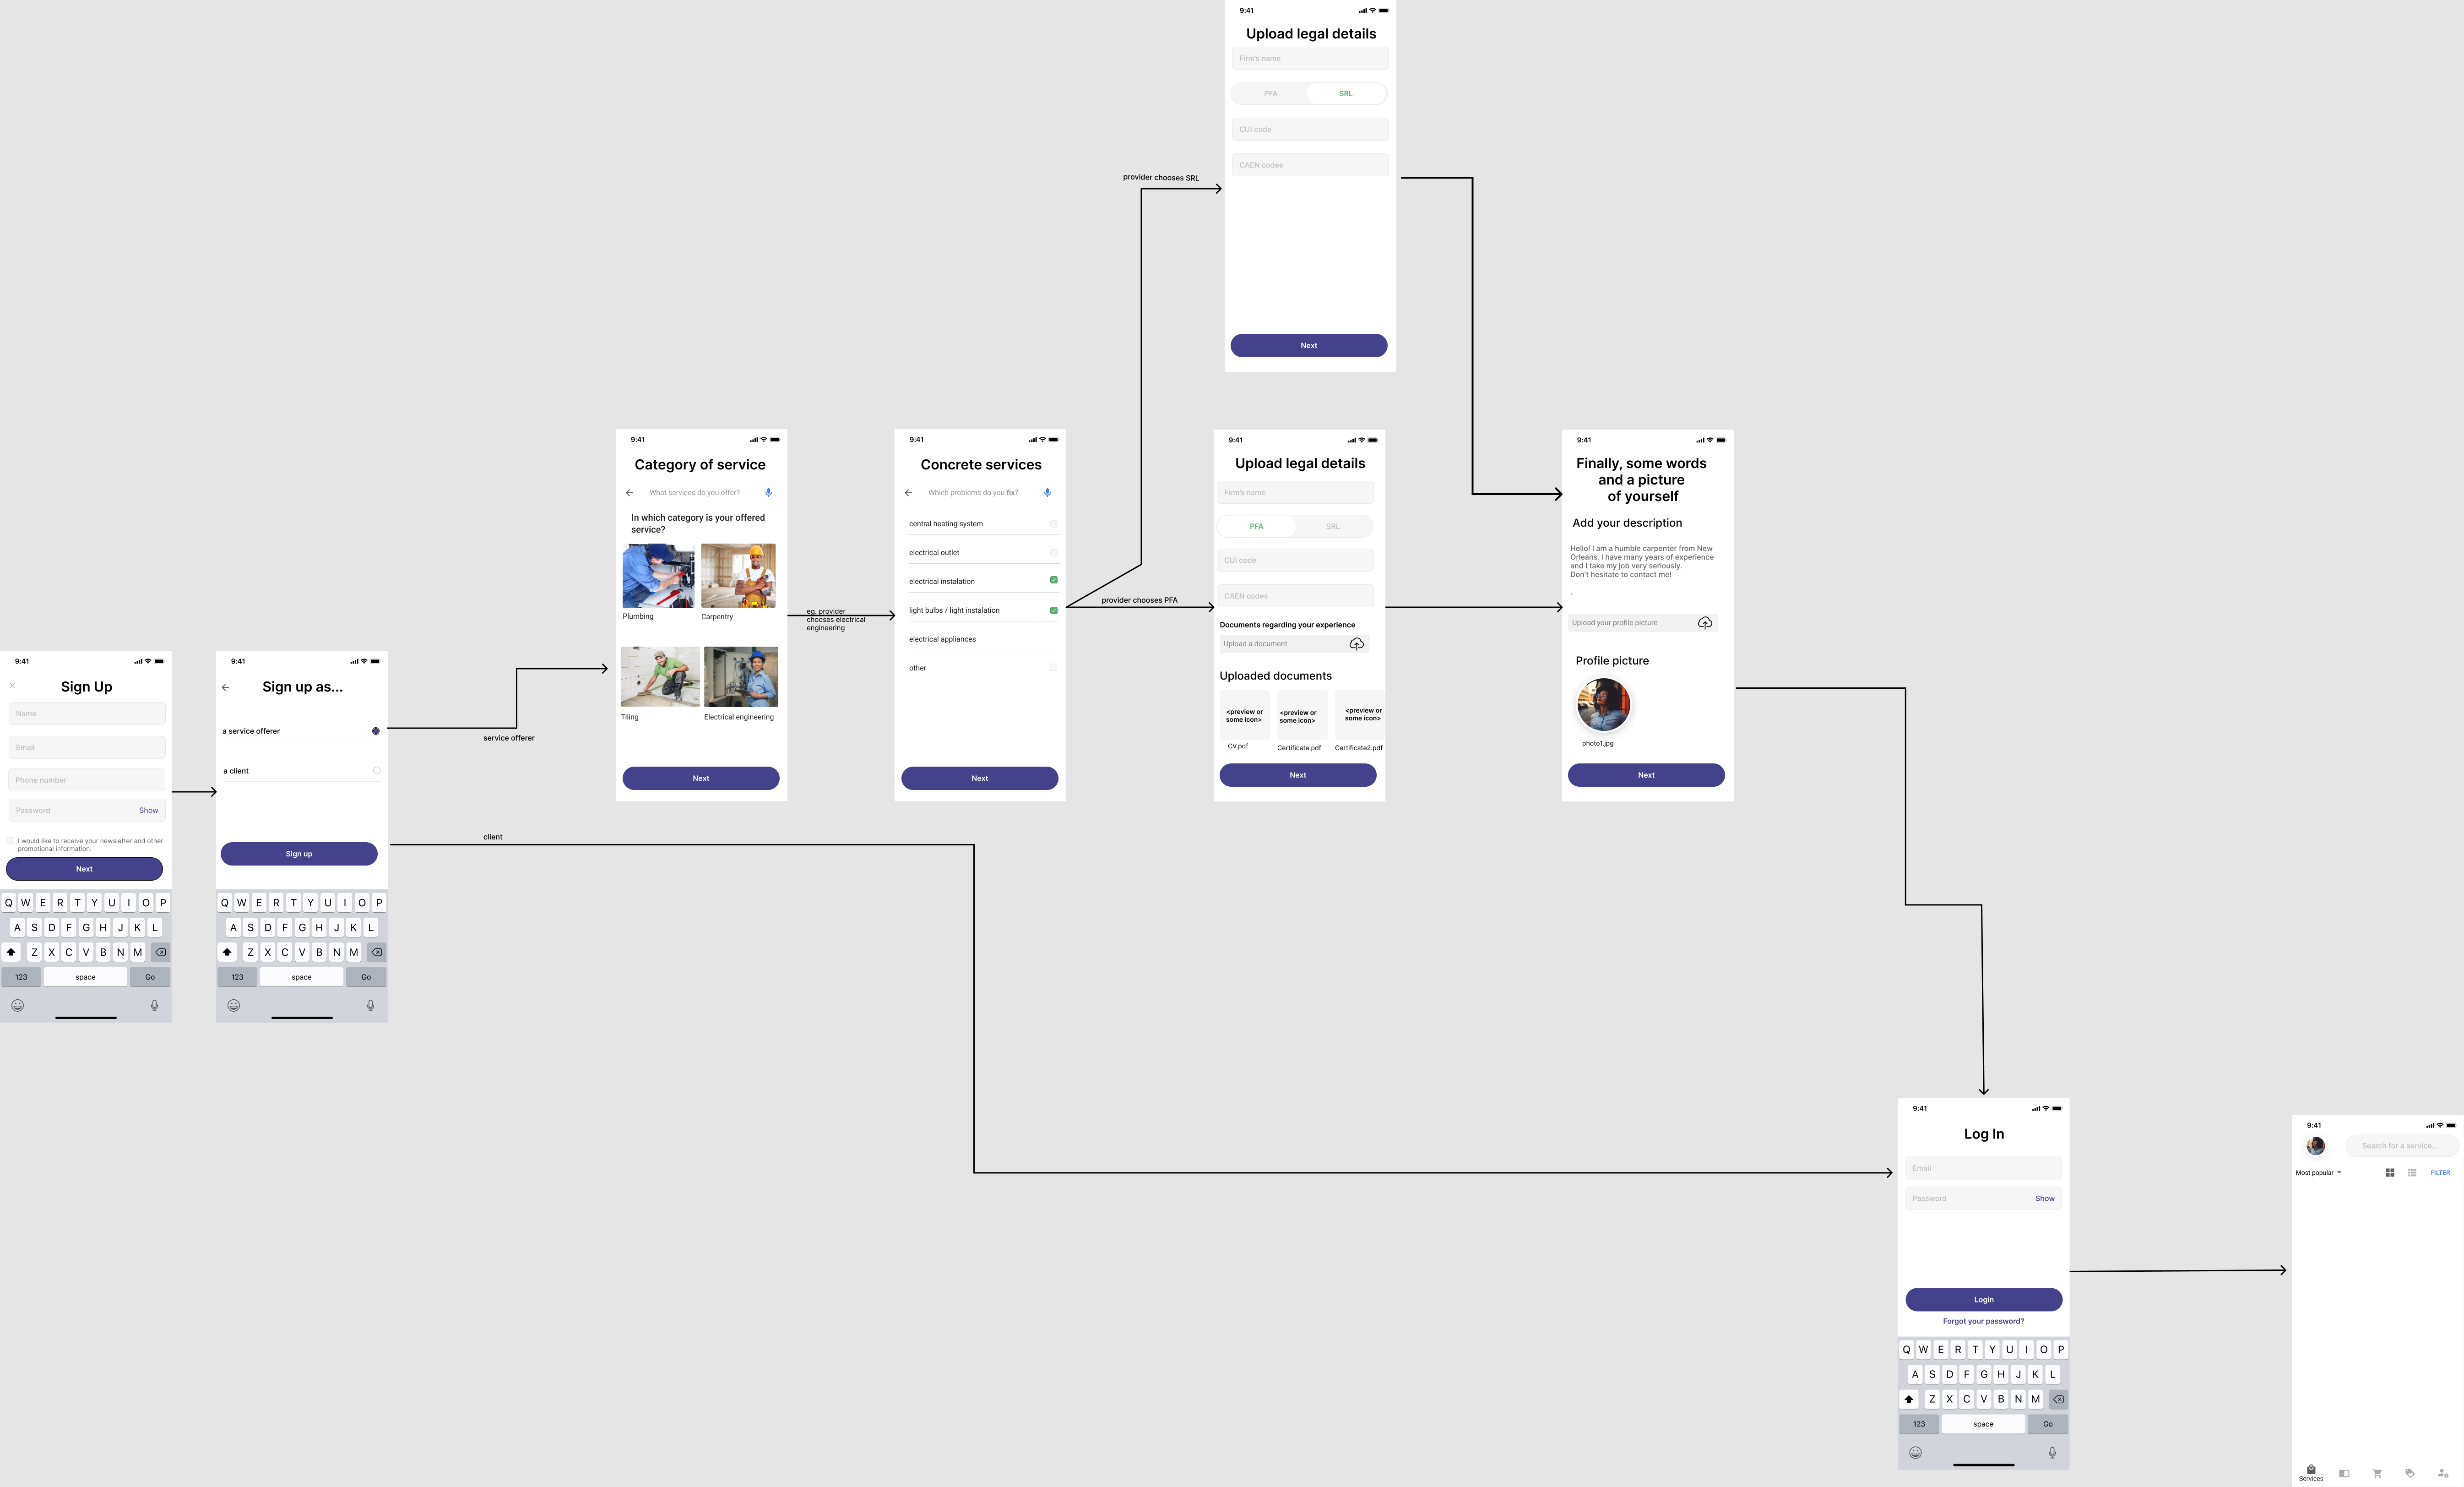 9:41
Upload legal details
Firm's name
PFA
SRL
CUI code
CAEN codes
Next
provider chooses SRL
9:41
Category of service
What services do you offer?
In which category is your offered
service?
Plumbing
Carpentry
Tiling
Electrical engineering
Next
eg. provider
chooses electrical
engineering
9:41
Concrete services
Which problems do you fix?
central heating system
electrical outlet
electrical instalation
light bulbs / light instalation
electrical appliances
other
Next
provider chooses PFA
9:41
Upload legal details
Firm's name
PFA
SRL
CUI code
CAEN codes
Documents regarding your experience
Upload a document
Uploaded documents
<preview or
some icon>
<preview or
some icon>
<preview or
some icon>
CV.pdf
Certificate.pdf
Certificate2.pdf
Next
9:41
Finally, some words
and a picture
of yourself
Add your description
Hello! I am a humble carpenter from New
Orleans. I have many years of experience
and I take my job very seriously.
Don't hesitate to contact me!
.
Upload your profile picture
Profile picture
photo1.jpg
Next
9:41
Sign Up
Name
Email
Phone number
Password
Show
I would like to receive your newsletter and other
promotional information.
Next
Q W E R T Y U I O P
A S D F G H J K L
Z X C V B N M
123
space
Go
9:41
Sign up as...
a service offerer
a client
Sign up
Q W E R T Y U I O P
A S D F G H J K L
Z X C V B N M
123
space
Go
service offerer
client
9:41
Log In
Email
Password
Show
Login
Forgot your password?
Q W E R T Y U I O P
A S D F G H J K L
Z X C V B N M
123
space
Go
9:41
Search for a service...
Most popular
FILTER
Services